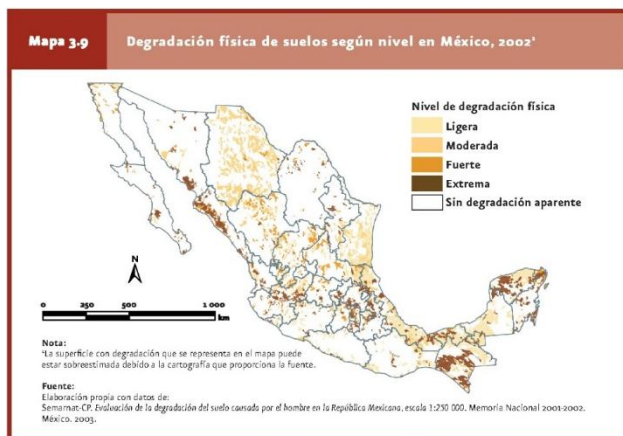 Mapa 3.9
Degradación física de suelos según nivel en México, 2002¹
Nivel de degradación física
Ligera
Moderada
Fuerte
Extrema
Sin degradación aparente
N
0 250 500 1 000
km
Nota:
¹La superficie con degradación que se representa en el mapa puede
estar sobreestimada debido a la cartografía que proporciona la fuente.
Fuente:
Elaboración propia con datos de:
Semarnat-CP. Evaluación de la degradación del suelo causada por el hombre en la República Mexicana, escala 1:250 000. Memoria Nacional 2001-2002.
México. 2003.